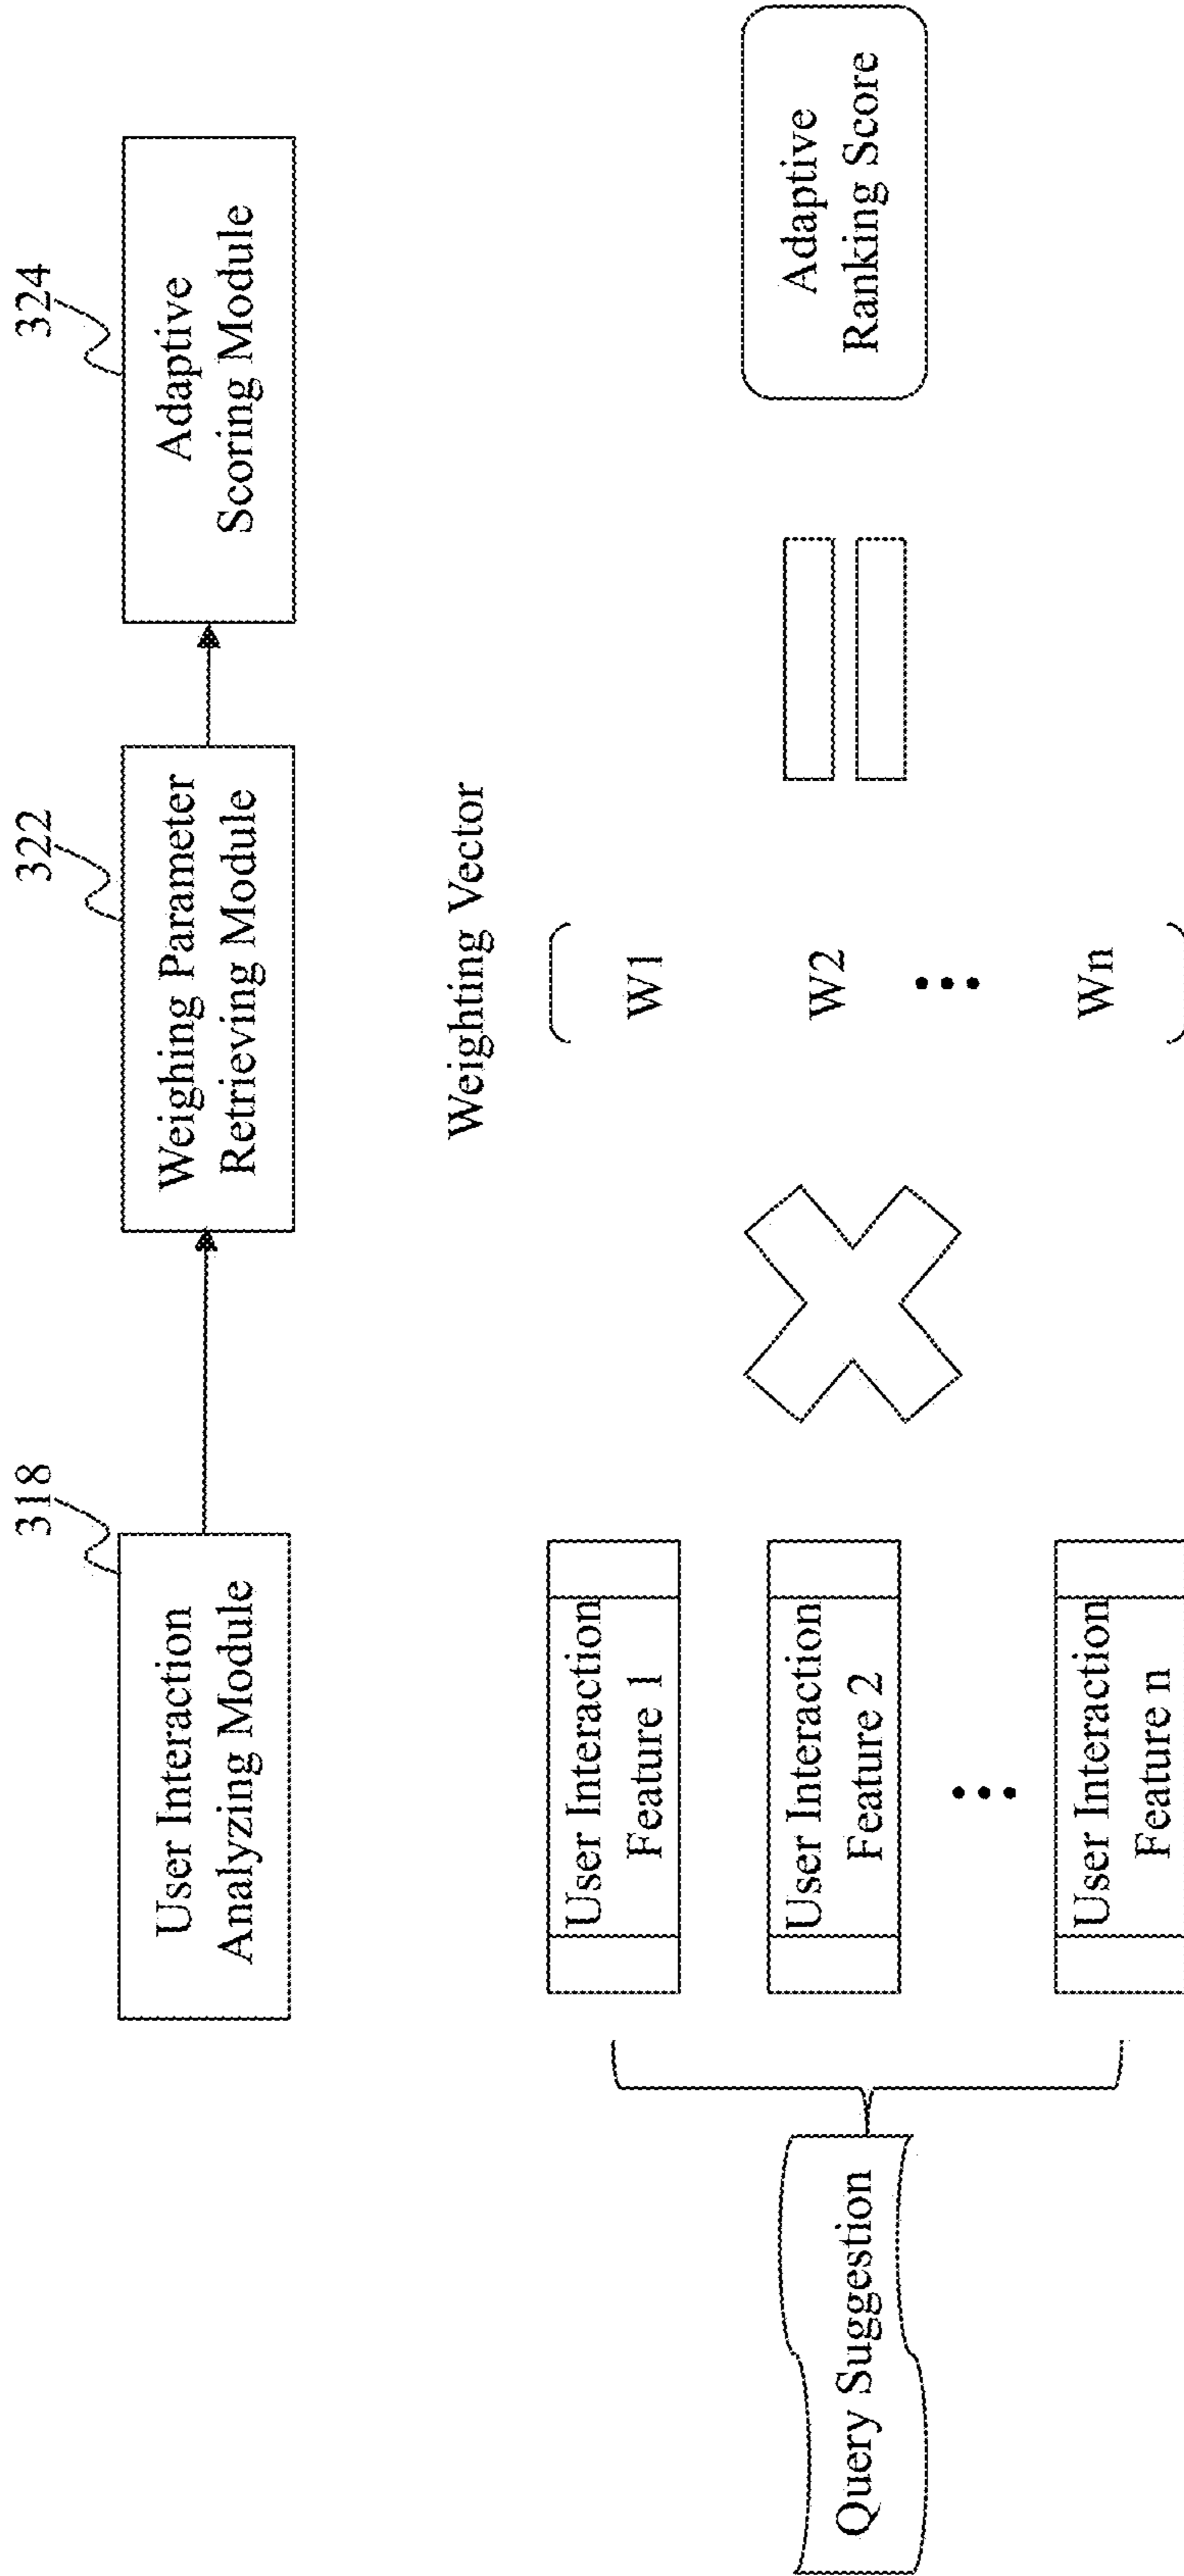 318
User Interaction
Analyzing Module
322
Weighing Parameter
Retrieving Module
324
Adaptive
Scoring Module
Query Suggestion
User Interaction
Feature 1
User Interaction
Feature 2
User Interaction
Feature n
Weighting Vector
W1
W2
Wn
Adaptive
Ranking Score